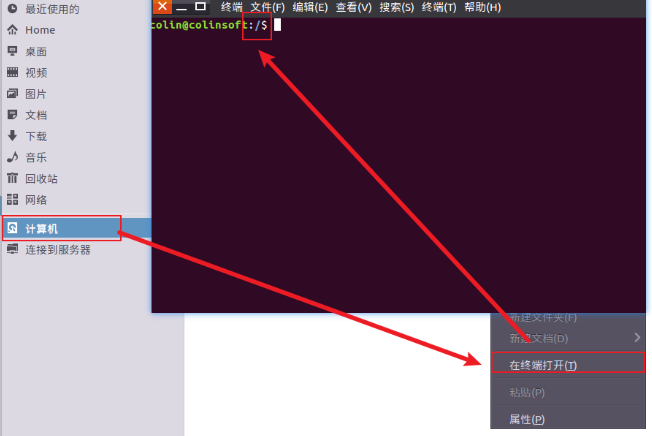 最近使用的
Home
桌面
视频
图片
文档
下载
音乐
回收站
网络
计算机
连接到服务器
终端 文件(F) 编辑(E) 查看(V) 搜索(S) 终端(T) 帮助(H)
colin@colinsoft:/$
新建文件夹(F)
新建文档(D)
在终端打开(T)
粘贴(P)
属性(P)